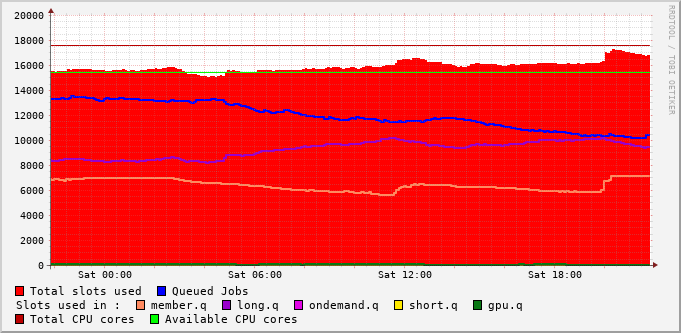 20000
18000
16000
14000
12000
10000
8000
6000
4000
2000
0
Sat 00:00 Sat 06:00 Sat 12:00 Sat 18:00
RRDTOOL / TOBI OETIKER
Total slots used Queued Jobs
Slots used in : member.q long.q ondemand.q short.q gpu.q
Total CPU cores Available CPU cores